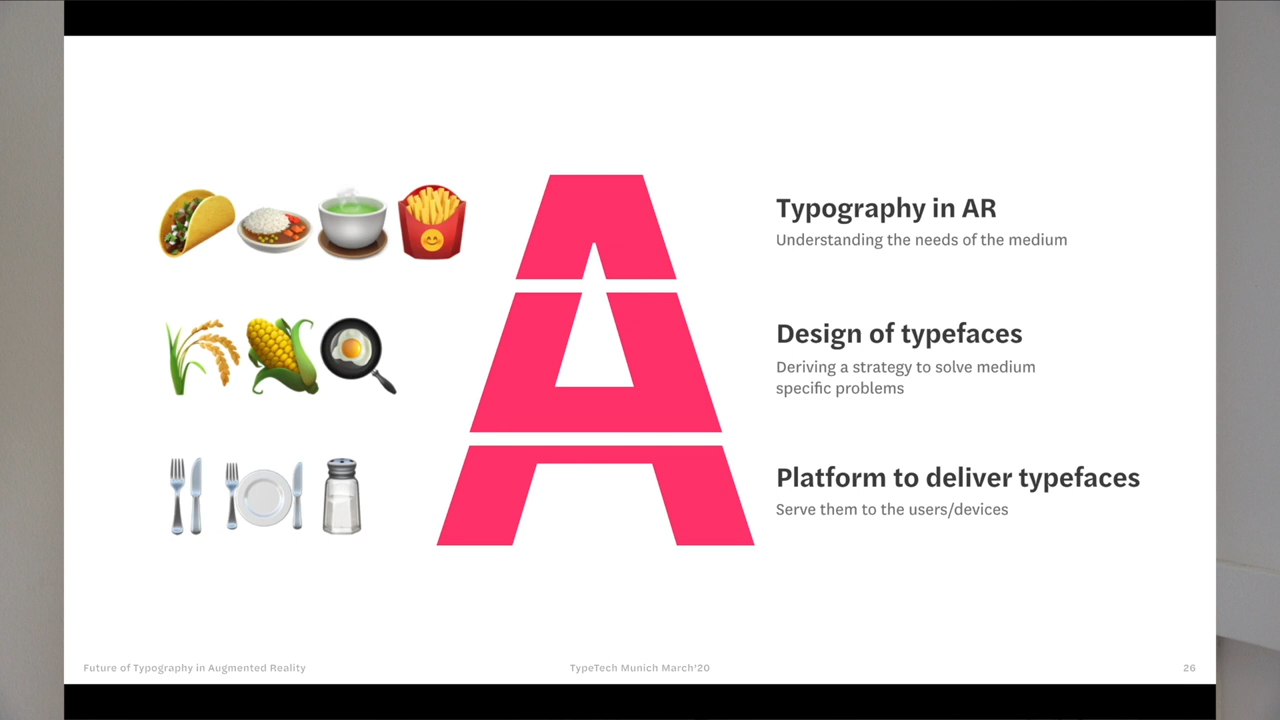 A
Typography in AR
Understanding the needs of the medium
Design of typefaces
Deriving a strategy to solve medium
specific problems
Platform to deliver typefaces
Serve them to the users/devices
Future of Typography in Augmented Reality
TypeTech Munich March'20
26